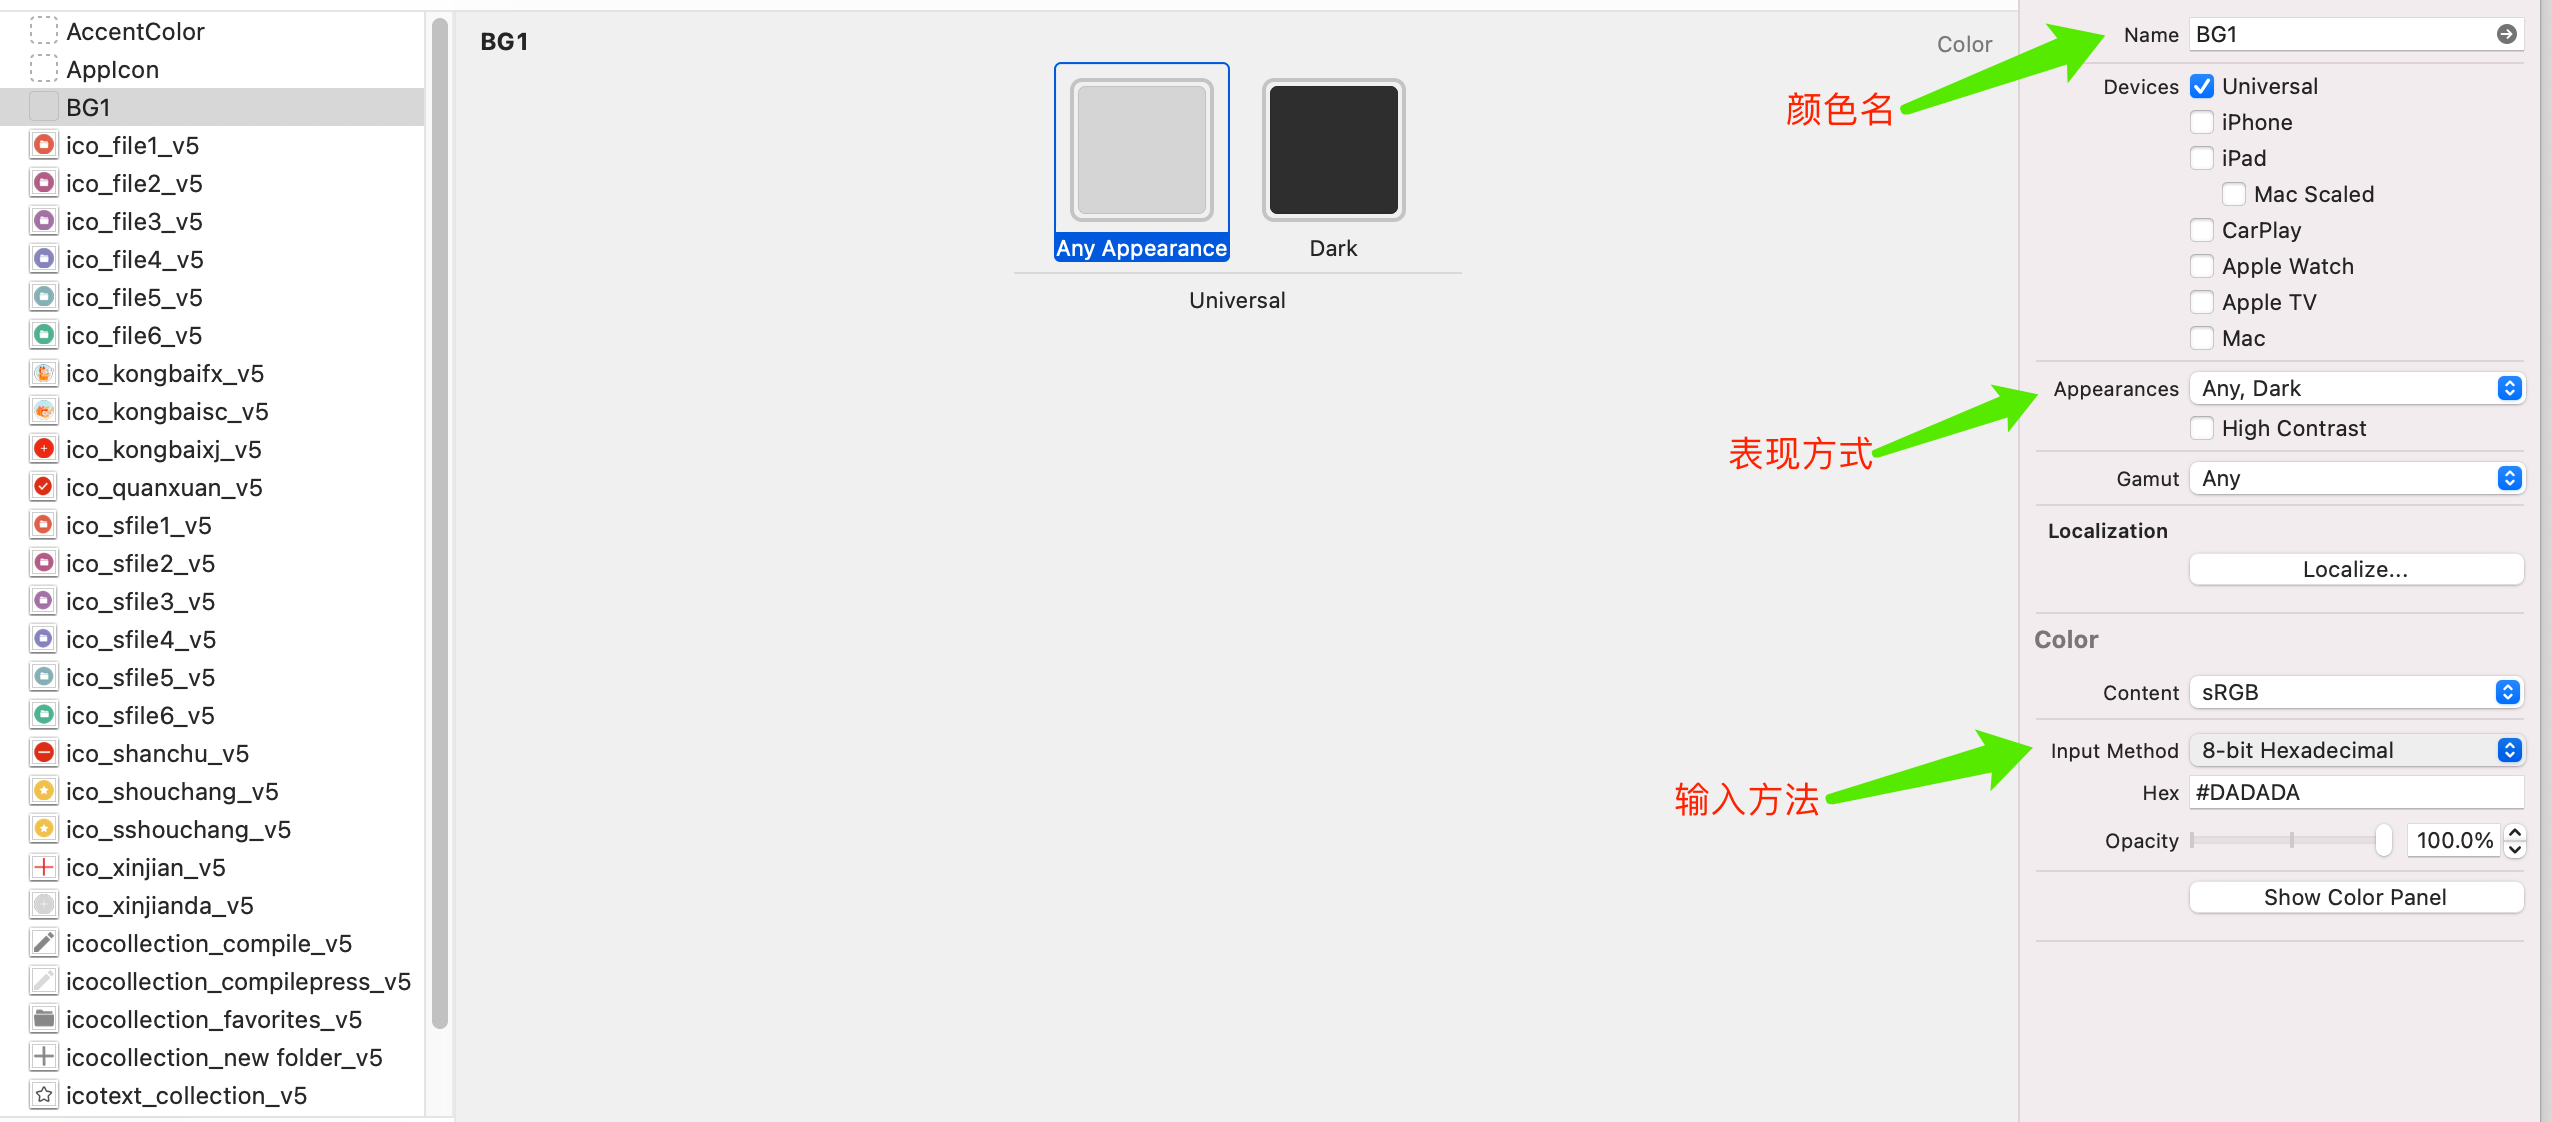 AccentColor
AppIcon
BG1
ico_file1_v5
ico_file2_v5
ico_file3_v5
ico_file4_v5
ico_file5_v5
ico_file6_v5
ico_kongbaifx_v5
ico_kongbaisc_v5
ico_kongbaixj_v5
ico_quanxuan_v5
ico_sfile1_v5
ico_sfile2_v5
ico_sfile3_v5
ico_sfile4_v5
ico_sfile5_v5
ico_sfile6_v5
ico_shanchu_v5
ico_shouchang_v5
ico_sshouchang_v5
ico_xinjian_v5
ico_xinjianda_v5
icocollection_compile_v5
icocollection_compilepress_v5
icocollection_favorites_v5
icocollection_new folder_v5
icotext_collection_v5
BG1
Color
Any Appearance
Dark
Universal
颜色名
表现方式
输入方法
Name BG1
Devices Universal
iPhone
iPad
Mac Scaled
CarPlay
Apple Watch
Apple TV
Mac
Appearances Any, Dark
High Contrast
Gamut Any
Localization
Localize...
Color
Content sRGB
Input Method 8-bit Hexadecimal
Hex #DADADA
Opacity 100.0%
Show Color Panel